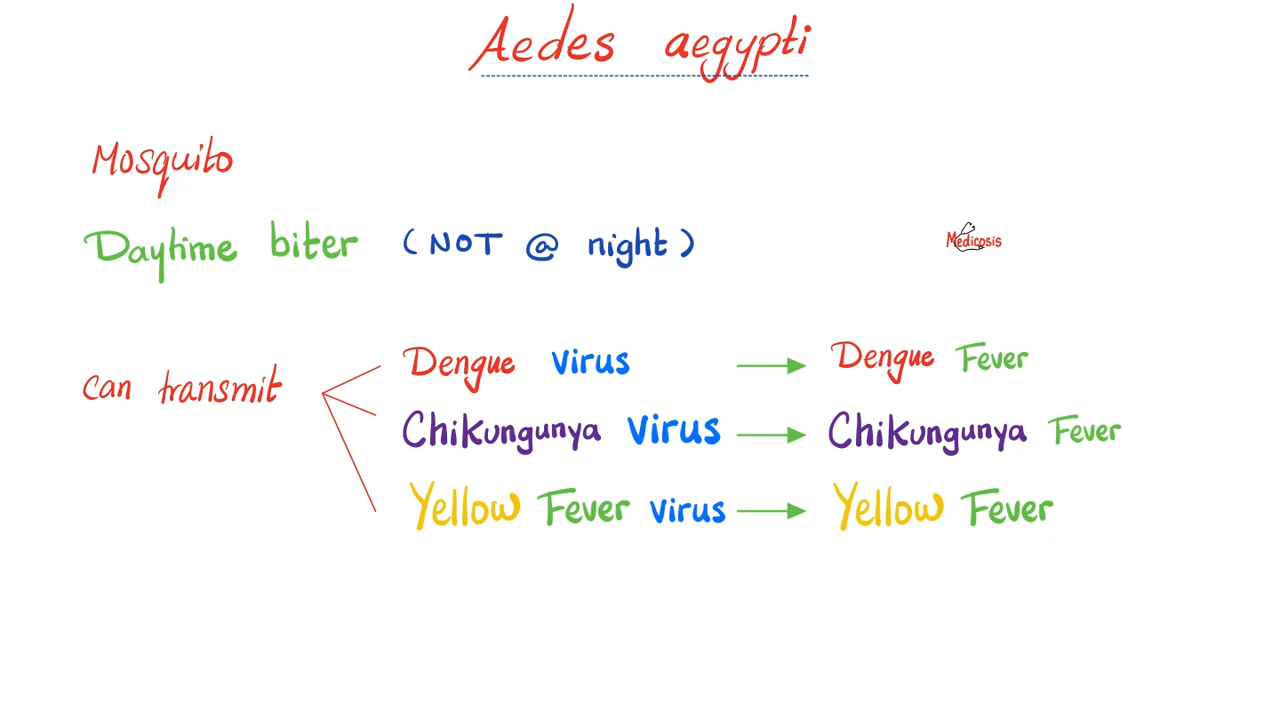 Aedes aegypti
Mosquito
Daytime biter (NOT @ night)
Medicosis
Can transmit
Dengue Virus → Dengue Fever
Chikungunya Virus → Chikungunya Fever
Yellow Fever Virus → Yellow Fever